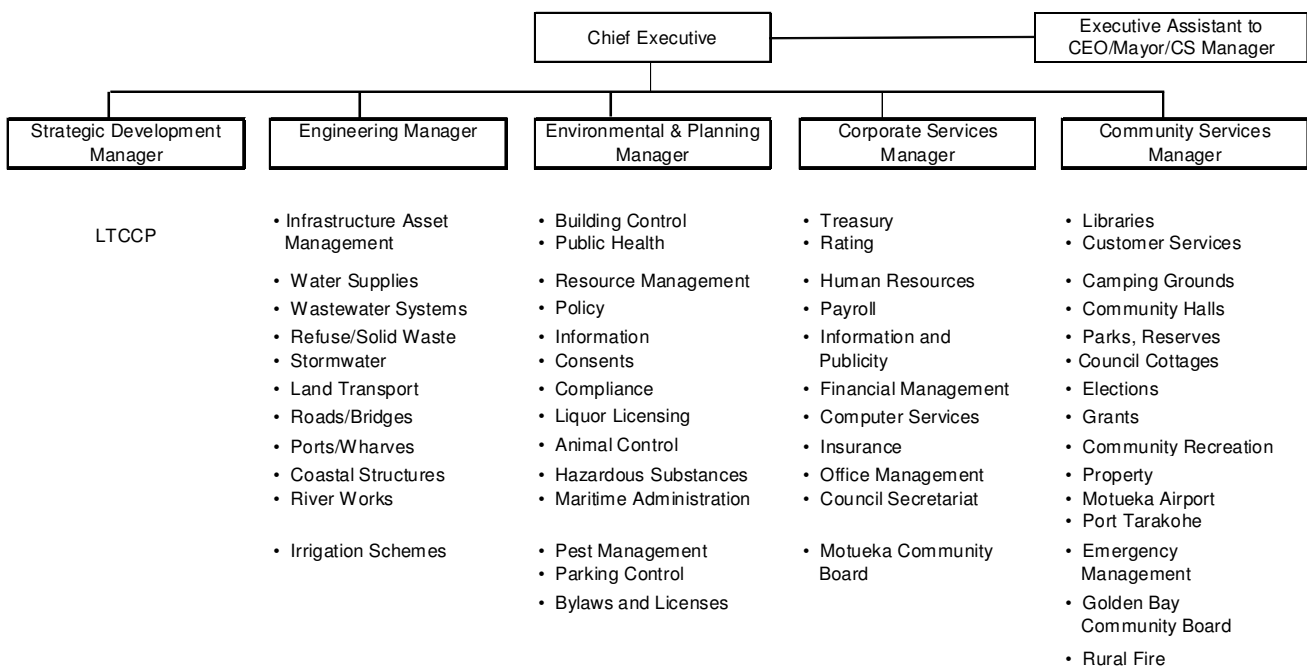 Chief Executive
Executive Assistant to
CEO/Mayor/CS Manager
Strategic Development
Manager
Engineering Manager
Environmental & Planning
Manager
Corporate Services
Manager
Community Services
Manager
LTCCP
• Infrastructure Asset
Management
• Water Supplies
• Wastewater Systems
• Refuse/Solid Waste
• Stormwater
• Land Transport
• Roads/Bridges
• Ports/Wharves
• Coastal Structures
• River Works
• Irrigation Schemes
• Building Control
• Public Health
• Resource Management
• Policy
• Information
• Consents
• Compliance
• Liquor Licensing
• Animal Control
• Hazardous Substances
• Maritime Administration
• Pest Management
• Parking Control
• Bylaws and Licenses
• Treasury
• Rating
• Human Resources
• Payroll
• Information and
Publicity
• Financial Management
• Computer Services
• Insurance
• Office Management
• Council Secretariat
• Motueka Community
Board
• Libraries
• Customer Services
• Camping Grounds
• Community Halls
• Parks, Reserves
• Council Cottages
• Elections
• Grants
• Community Recreation
• Property
• Motueka Airport
• Port Tarakohe
• Emergency
Management
• Golden Bay
Community Board
• Rural Fire